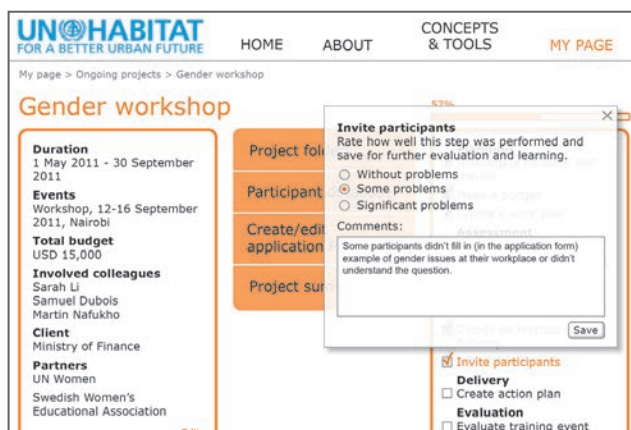 UN HABITAT
FOR A BETTER URBAN FUTURE
HOME
ABOUT
CONCEPTS
& TOOLS
MY PAGE
My page > Ongoing projects > Gender workshop
Gender workshop
57%
Duration
1 May 2011 - 30 September
2011
Events
Workshop, 12-16 September
2011, Nairobi
Total budget
USD 15,000
Involved colleagues
Sarah Li
Samuel Dubois
Martin Nafukho
Client
Ministry of Finance
Partners
UN Women
Swedish Women's
Educational Association
Project fol
Participant
Create/edit
application
Project su
Invite participants
Rate how well this step was performed and
save for further evaluation and learning.
Without problems
Some problems
Significant problems
Comments:
Some participants didn't fill in (in the application form)
example of gender issues at their workplace or didn't
understand the question.
Save
Assessment
Invite participants
Delivery
Create action plan
Evaluation
Evaluate training event